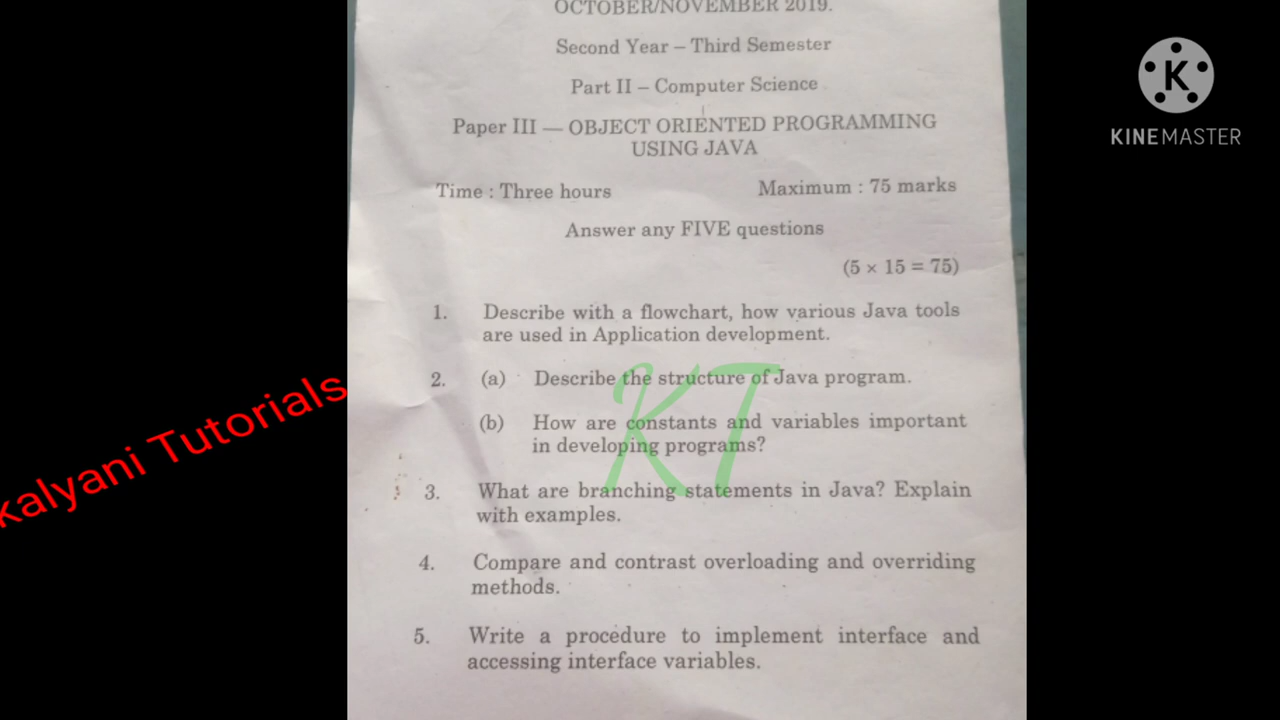 OCTOBER/NOVEMBER 2019.
Second Year – Third Semester
Part II – Computer Science
Paper III — OBJECT ORIENTED PROGRAMMING
USING JAVA
Time : Three hours Maximum : 75 marks
Answer any FIVE questions
(5 × 15 = 75)
1. Describe with a flowchart, how various Java tools
are used in Application development.
2. (a) Describe the structure of Java program.
(b) How are constants and variables important
in developing programs?
3. What are branching statements in Java? Explain
with examples.
4. Compare and contrast overloading and overriding
methods.
5. Write a procedure to implement interface and
accessing interface variables.
kalyani Tutorials
KT
K
KINEMASTER